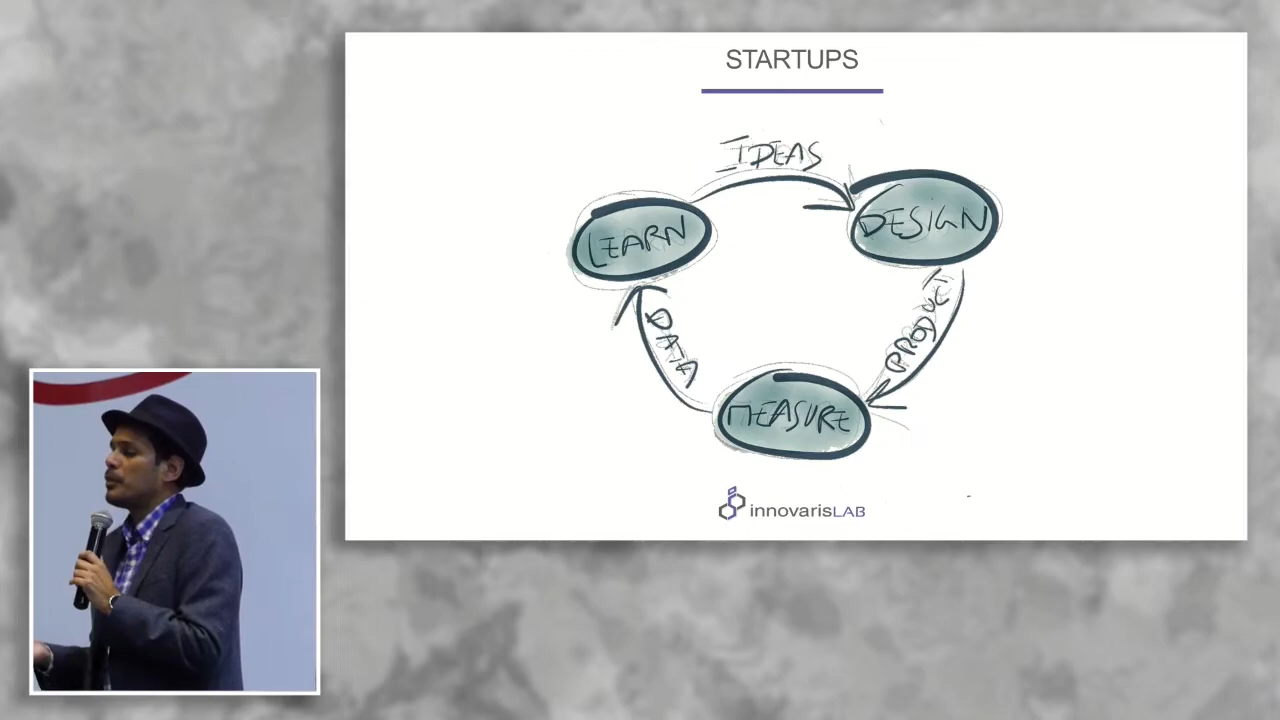 STARTUPS
IDEAS
LEARN
DESIGN
DATA
PRODUCT
MEASURE
innovarisLAB